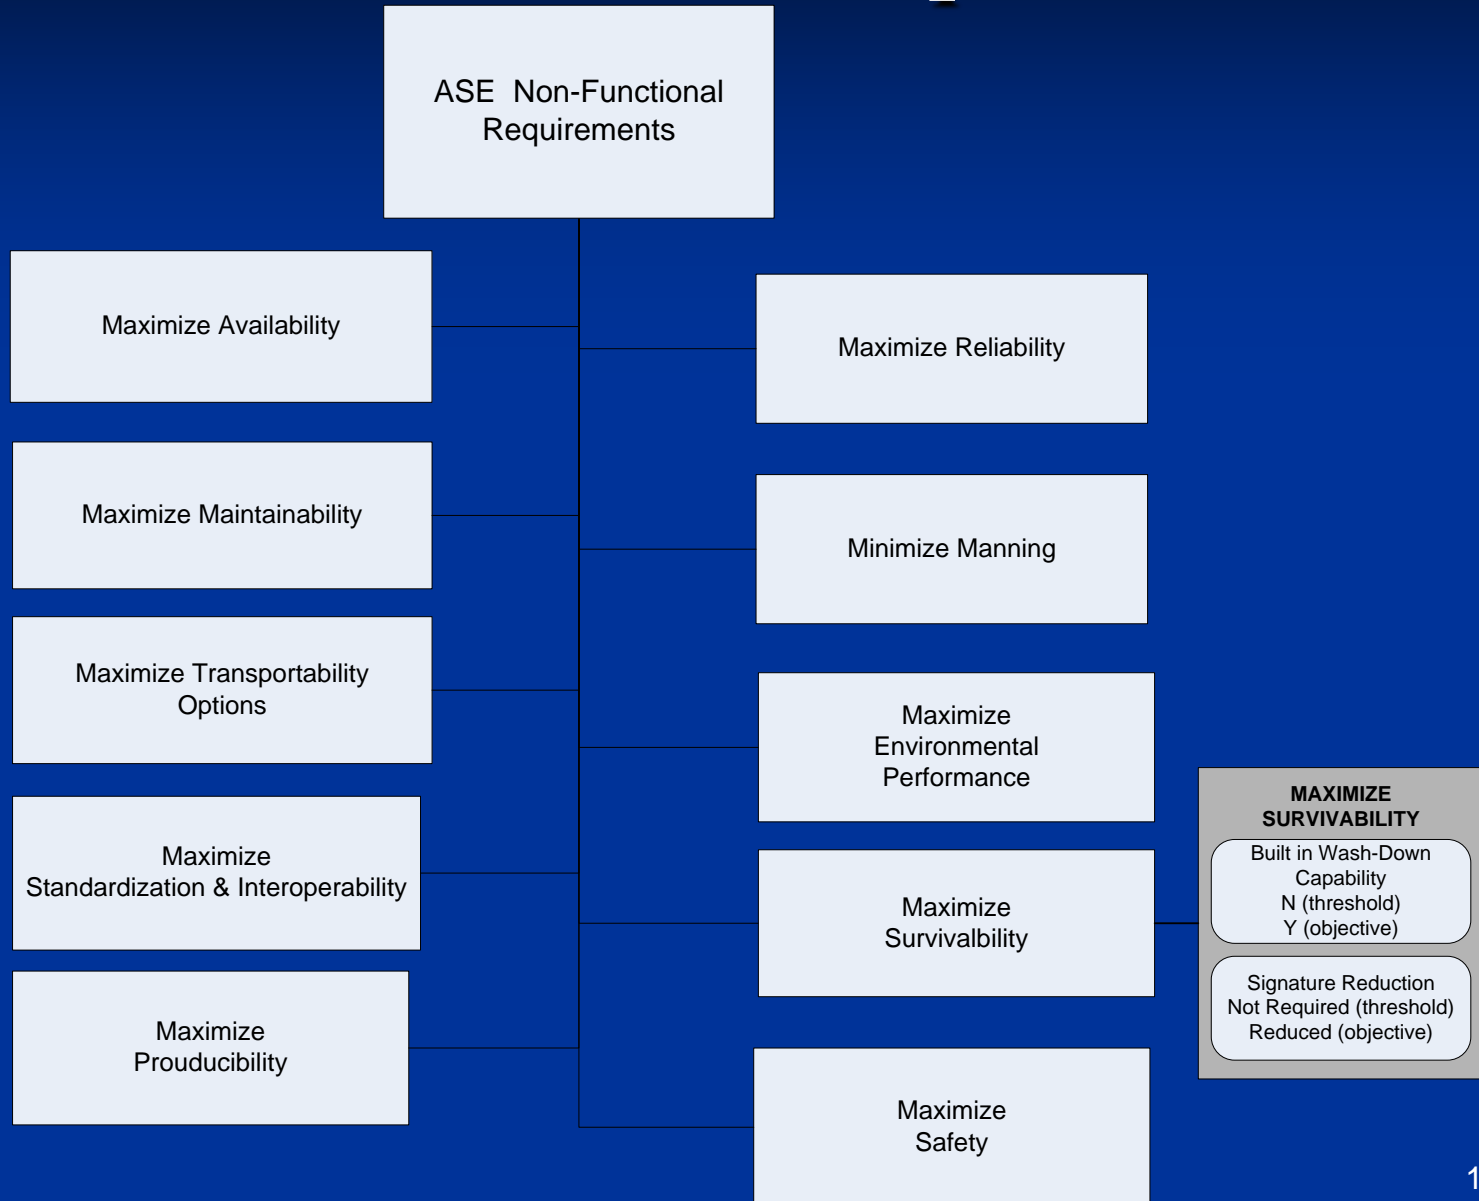 ASE Non-Functional
Requirements
Maximize Availability
Maximize Reliability
Maximize Maintainability
Minimize Manning
Maximize Transportability
Options
Maximize
Environmental
Performance
Maximize
Standardization & Interoperability
Maximize
Survivalbility
MAXIMIZE
SURVIVABILITY
Built in Wash-Down
Capability
N (threshold)
Y (objective)
Signature Reduction
Not Required (threshold)
Reduced (objective)
Maximize
Prouducibility
Maximize
Safety